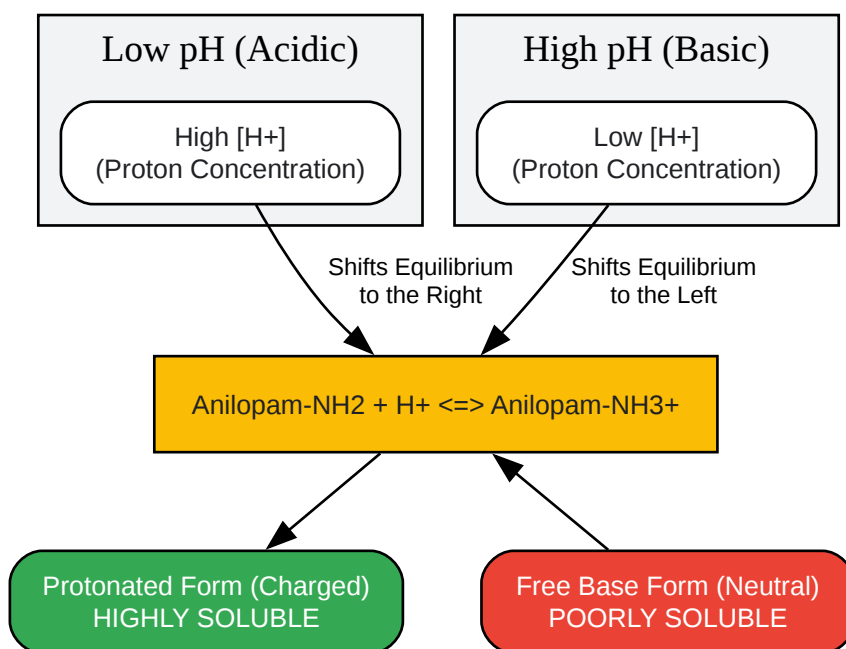 Low pH (Acidic)
High [H+]
(Proton Concentration)
High pH (Basic)
Low [H+]
(Proton Concentration)
Shifts Equilibrium
to the Right
Shifts Equilibrium
to the Left
Anilopam-NH2 + H+ <=> Anilopam-NH3+
Protonated Form (Charged)
HIGHLY SOLUBLE
Free Base Form (Neutral)
POORLY SOLUBLE